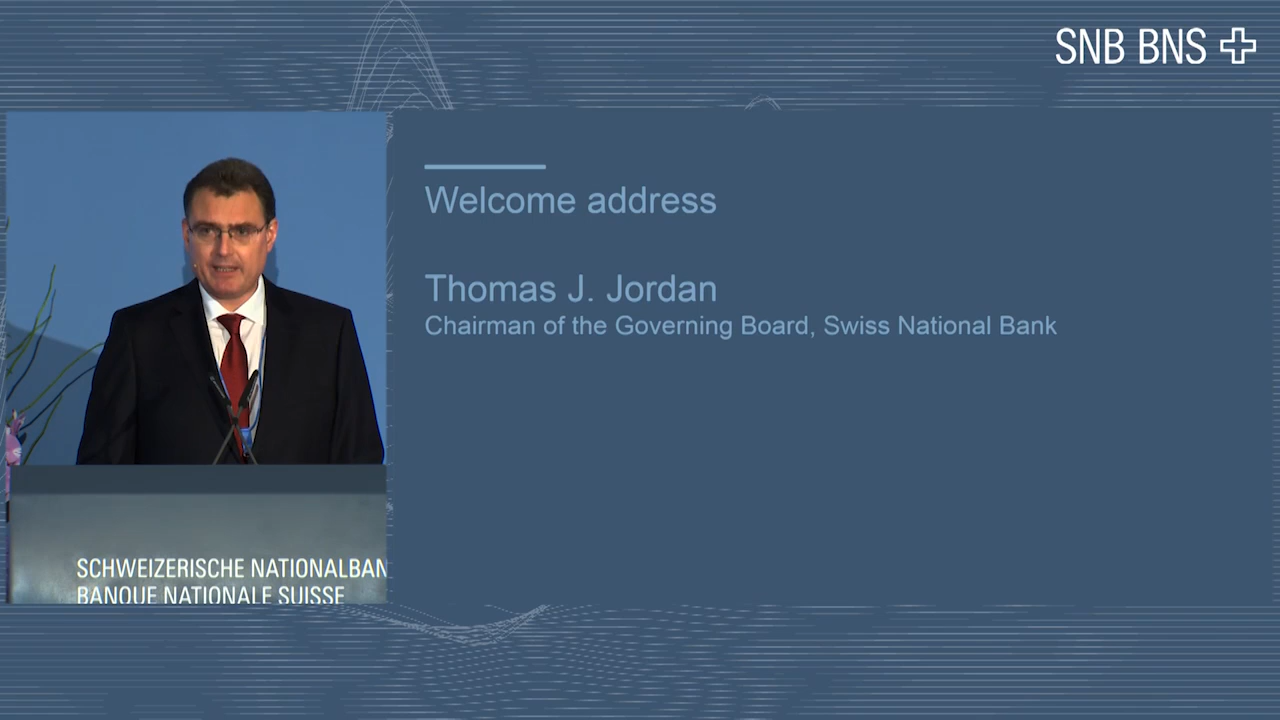 SNB BNS
Welcome address
Thomas J. Jordan
Chairman of the Governing Board, Swiss National Bank
SCHWEIZERISCHE NATIONALBAN
BANQUE NATIONALE SUISSE